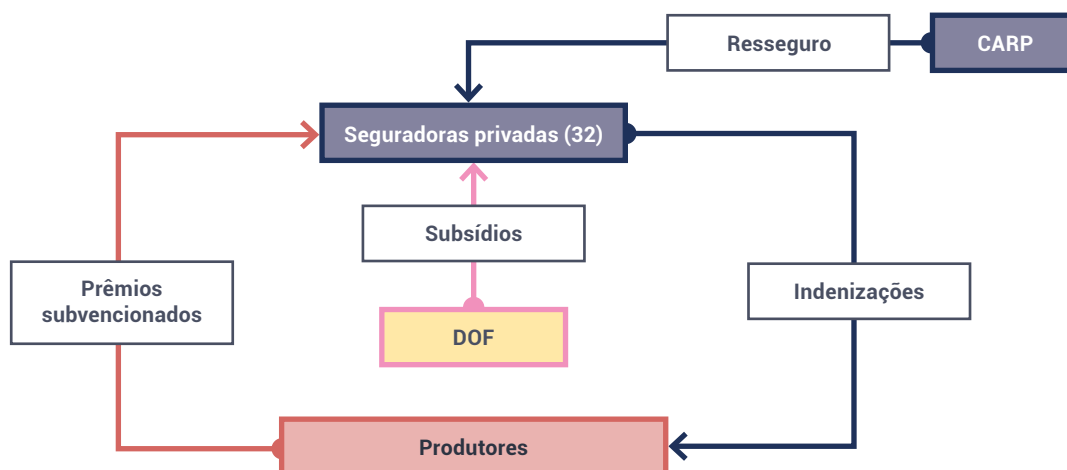 Resseguro
CARP
Seguradoras privadas (32)
Subsídios
Prêmios
subvencionados
Indenizações
DOF
Produtores